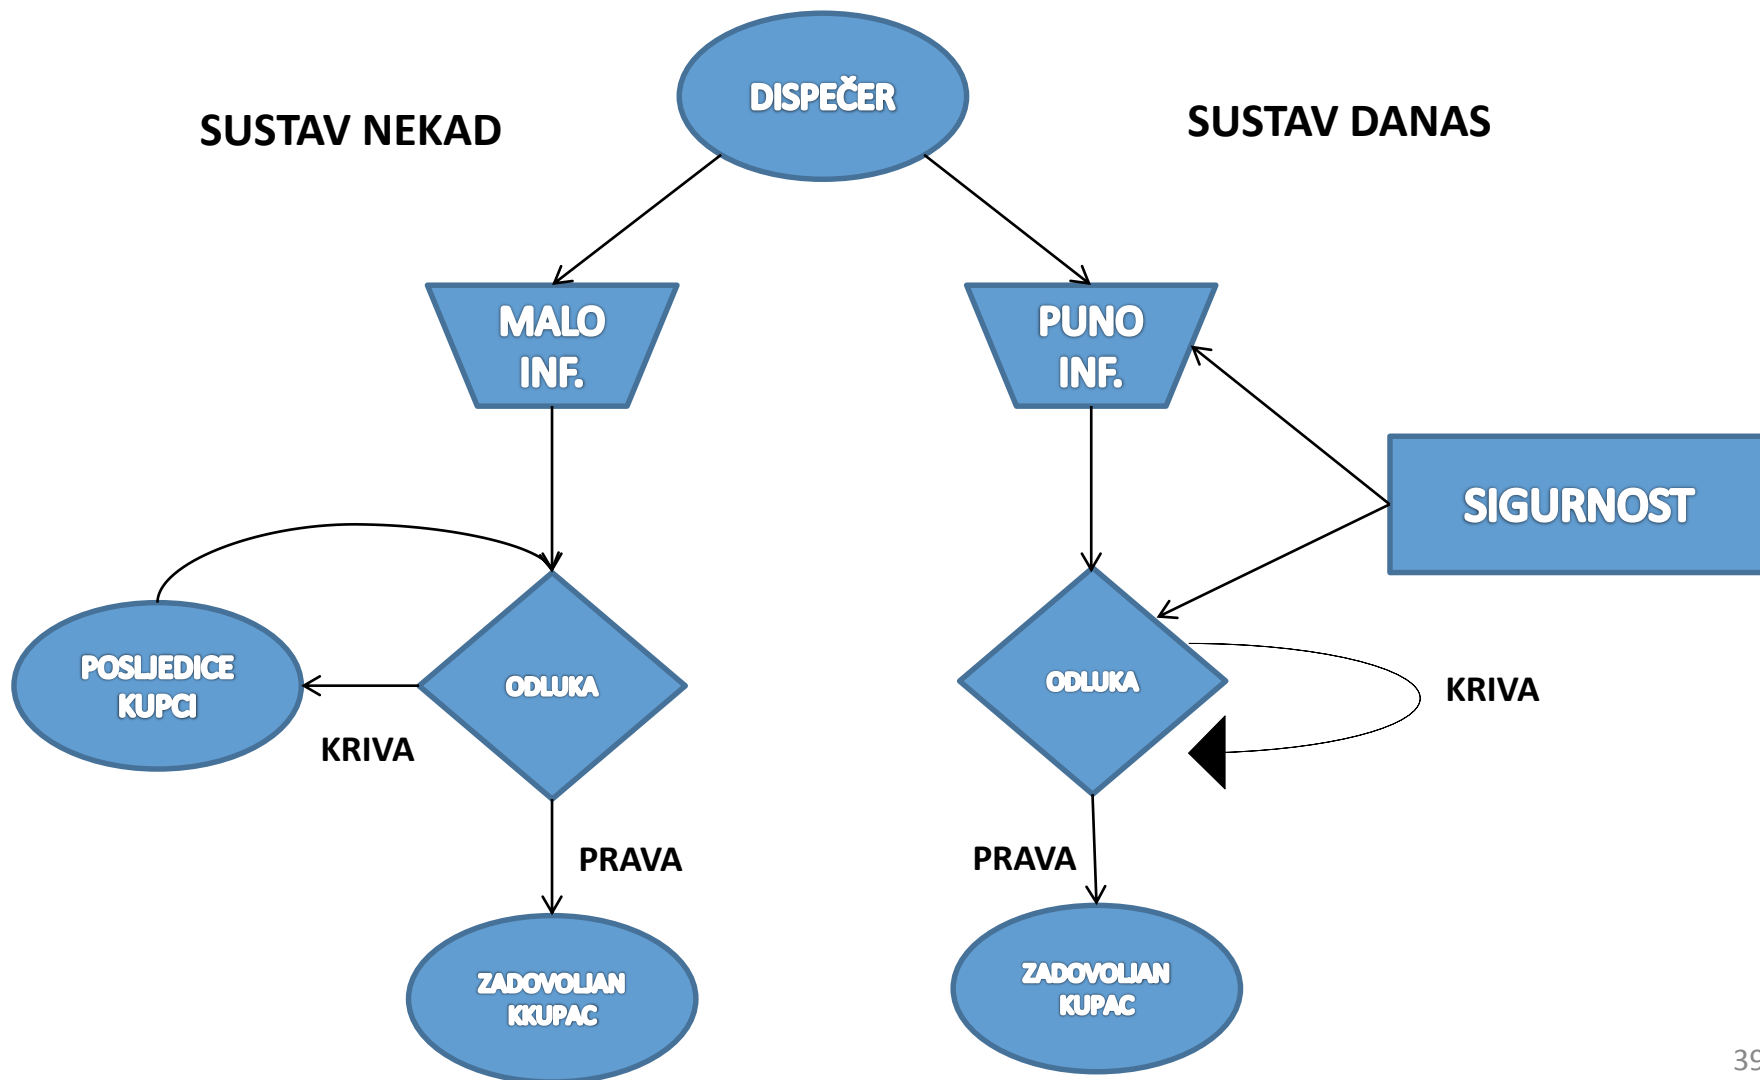 DISPEČER
SUSTAV NEKAD
SUSTAV DANAS
MALO
INF.
PUNO
INF.
SIGURNOST
POSLJEDICE
KUPCI
ODLUKA
ODLUKA
KRIVA
KRIVA
PRAVA
PRAVA
ZADOVOLJAN
KKUPAC
ZADOVOLJAN
KUPAC
39